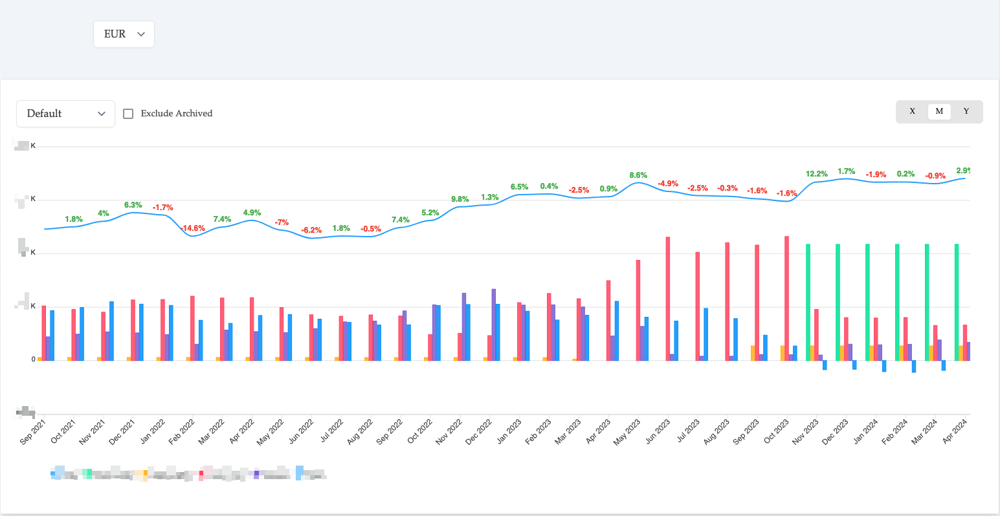 EUR
Default
Exclude Archived
X M Y
K
K
K
K
0
1.8% 4% 6.3% -1.7% -14.6% 7.4% 4.9% -7% -6.2% 1.8% -0.5% 7.4% 5.2% 9.8% 1.3% 6.5% 0.4% -2.5% 0.9% 8.6% -4.9% -2.5% -0.3% -1.6% -1.6% 12.2% 1.7% -1.9% 0.2% -0.9% 2.9%
Sep 2021 Oct 2021 Nov 2021 Dec 2021 Jan 2022 Feb 2022 Mar 2022 Apr 2022 May 2022 Jun 2022 Jul 2022 Aug 2022 Sep 2022 Oct 2022 Nov 2022 Dec 2022 Jan 2023 Feb 2023 Mar 2023 Apr 2023 May 2023 Jun 2023 Jul 2023 Aug 2023 Sep 2023 Oct 2023 Nov 2023 Dec 2023 Jan 2024 Feb 2024 Mar 2024 Apr 2024